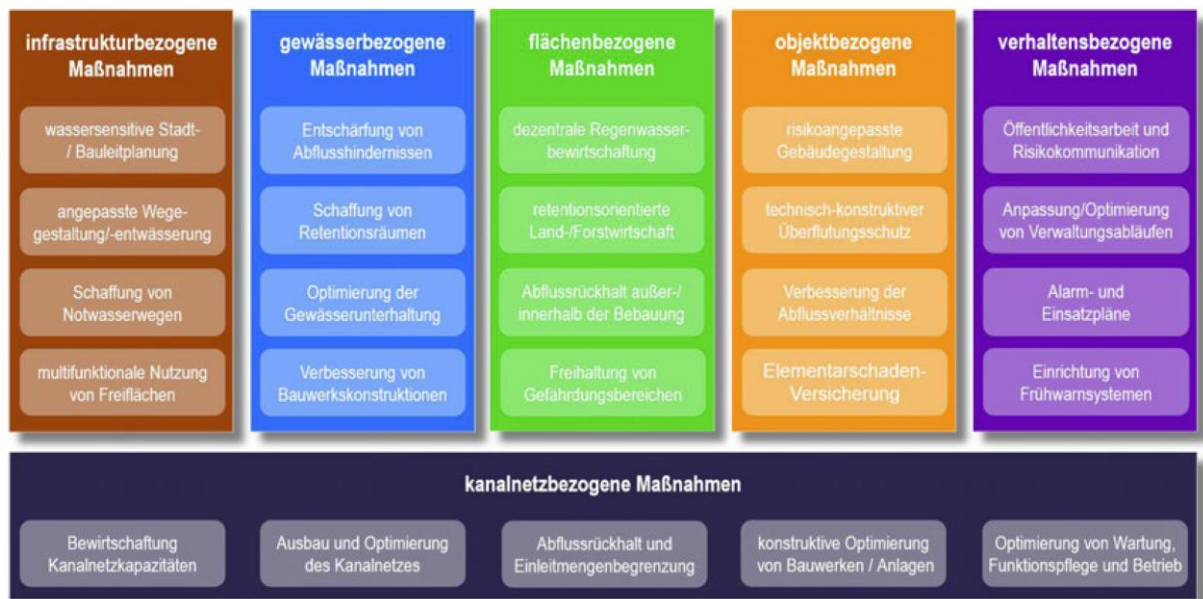 infrastrukturbezogene
Maßnahmen
wassersensitive Stadt-
/ Bauleitplanung
angepasste Wege-
gestaltung/-entwässerung
Schaffung von
Notwasserwegen
multifunktionale Nutzung
von Freiflächen
gewässerbezogene
Maßnahmen
Entschärfung von
Abflusshindernissen
Schaffung von
Retentionsräumen
Optimierung der
Gewässerunterhaltung
Verbesserung von
Bauwerkskonstruktionen
flächenbezogene
Maßnahmen
dezentrale Regenwasser-
bewirtschaftung
retentionsorientierte
Land-/Forstwirtschaft
Abflussrückhalt außer-/
innerhalb der Bebauung
Freihaltung von
Gefährdungsbereichen
objektbezogene
Maßnahmen
risikoangepasste
Gebäudegestaltung
technisch-konstruktiver
Überflutungsschutz
Verbesserung der
Abflussverhältnisse
Elementarschaden-
Versicherung
verhaltensbezogene
Maßnahmen
Öffentlichkeitsarbeit und
Risikokommunikation
Anpassung/Optimierung
von Verwaltungsabläufen
Alarm- und
Einsatzpläne
Einrichtung von
Frühwarnsystemen
kanalnetzbezogene Maßnahmen
Bewirtschaftung
Kanalnetzkapazitäten
Ausbau und Optimierung
des Kanalnetzes
Abflussrückhalt und
Einleitmengenbegrenzung
konstruktive Optimierung
von Bauwerken / Anlagen
Optimierung von Wartung,
Funktionspflege und Betrieb